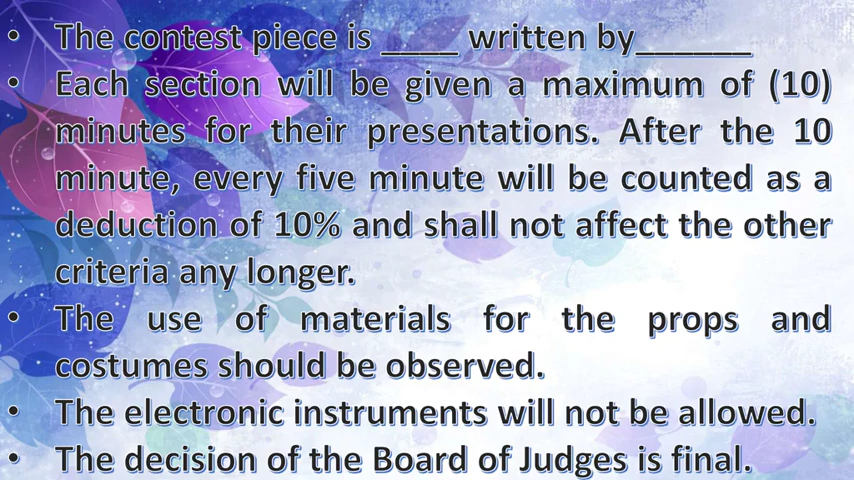 • The contest piece is ____ written by______
• Each section will be given a maximum of (10)
minutes for their presentations. After the 10
minute, every five minute will be counted as a
deduction of 10% and shall not affect the other
criteria any longer.
• The use of materials for the props and
costumes should be observed.
• The electronic instruments will not be allowed.
• The decision of the Board of Judges is final.